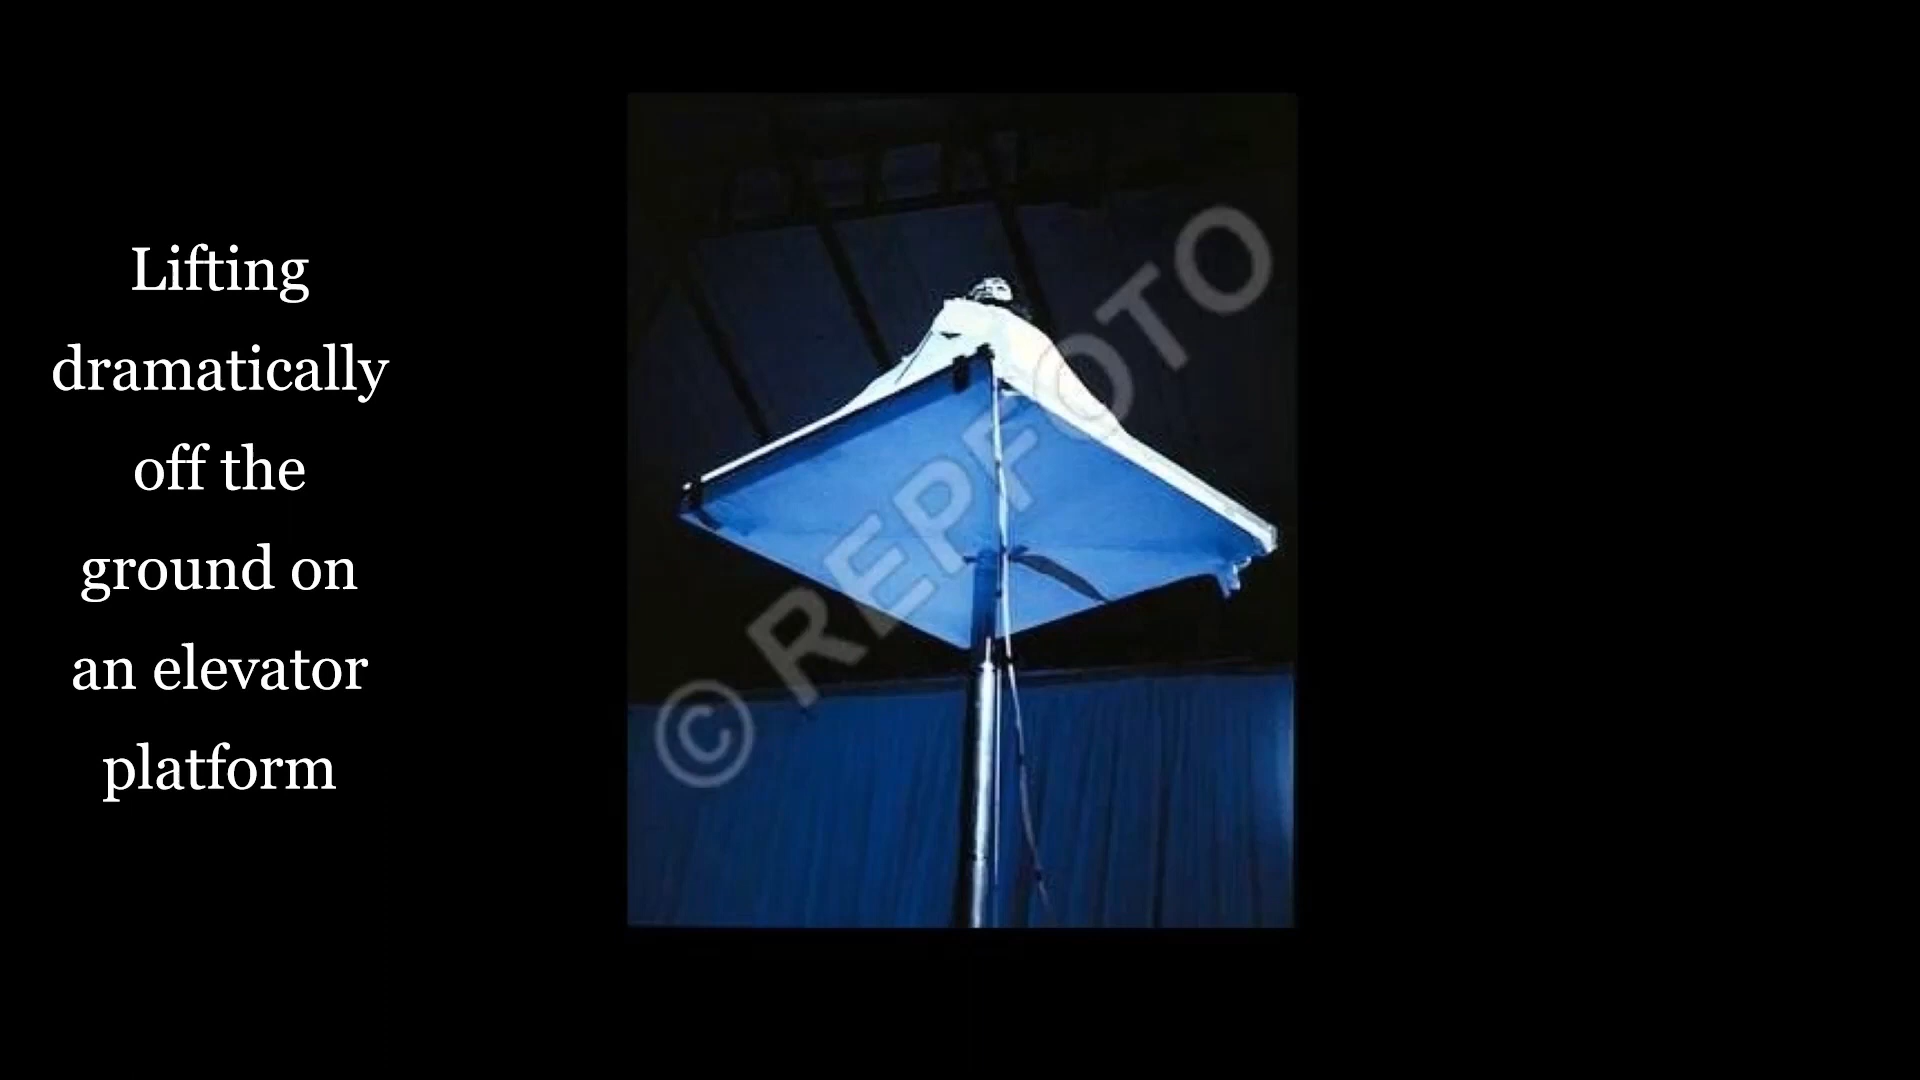 Lifting
dramatically
off the
ground on
an elevator
platform
© REPFOTO